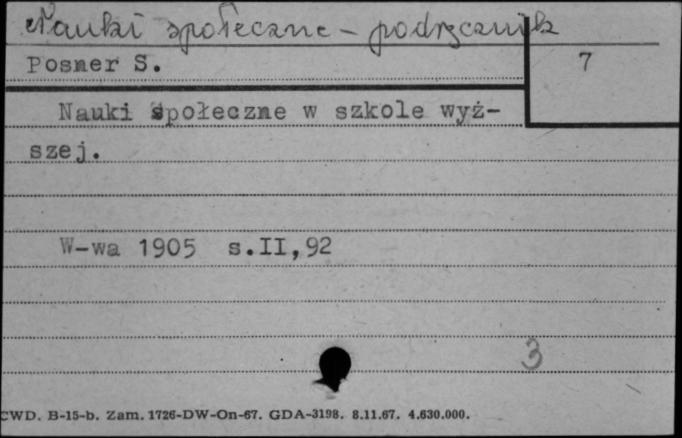 Nauki społeczne - podręcznik
Posner S.
7
Nauki społeczne w szkole wyż-
szej.
W-wa 1905 s.II,92
3
CWD. B-15-b. Zam. 1726-DW-On-67. GDA-3198. 8.11.67. 4.630.000.